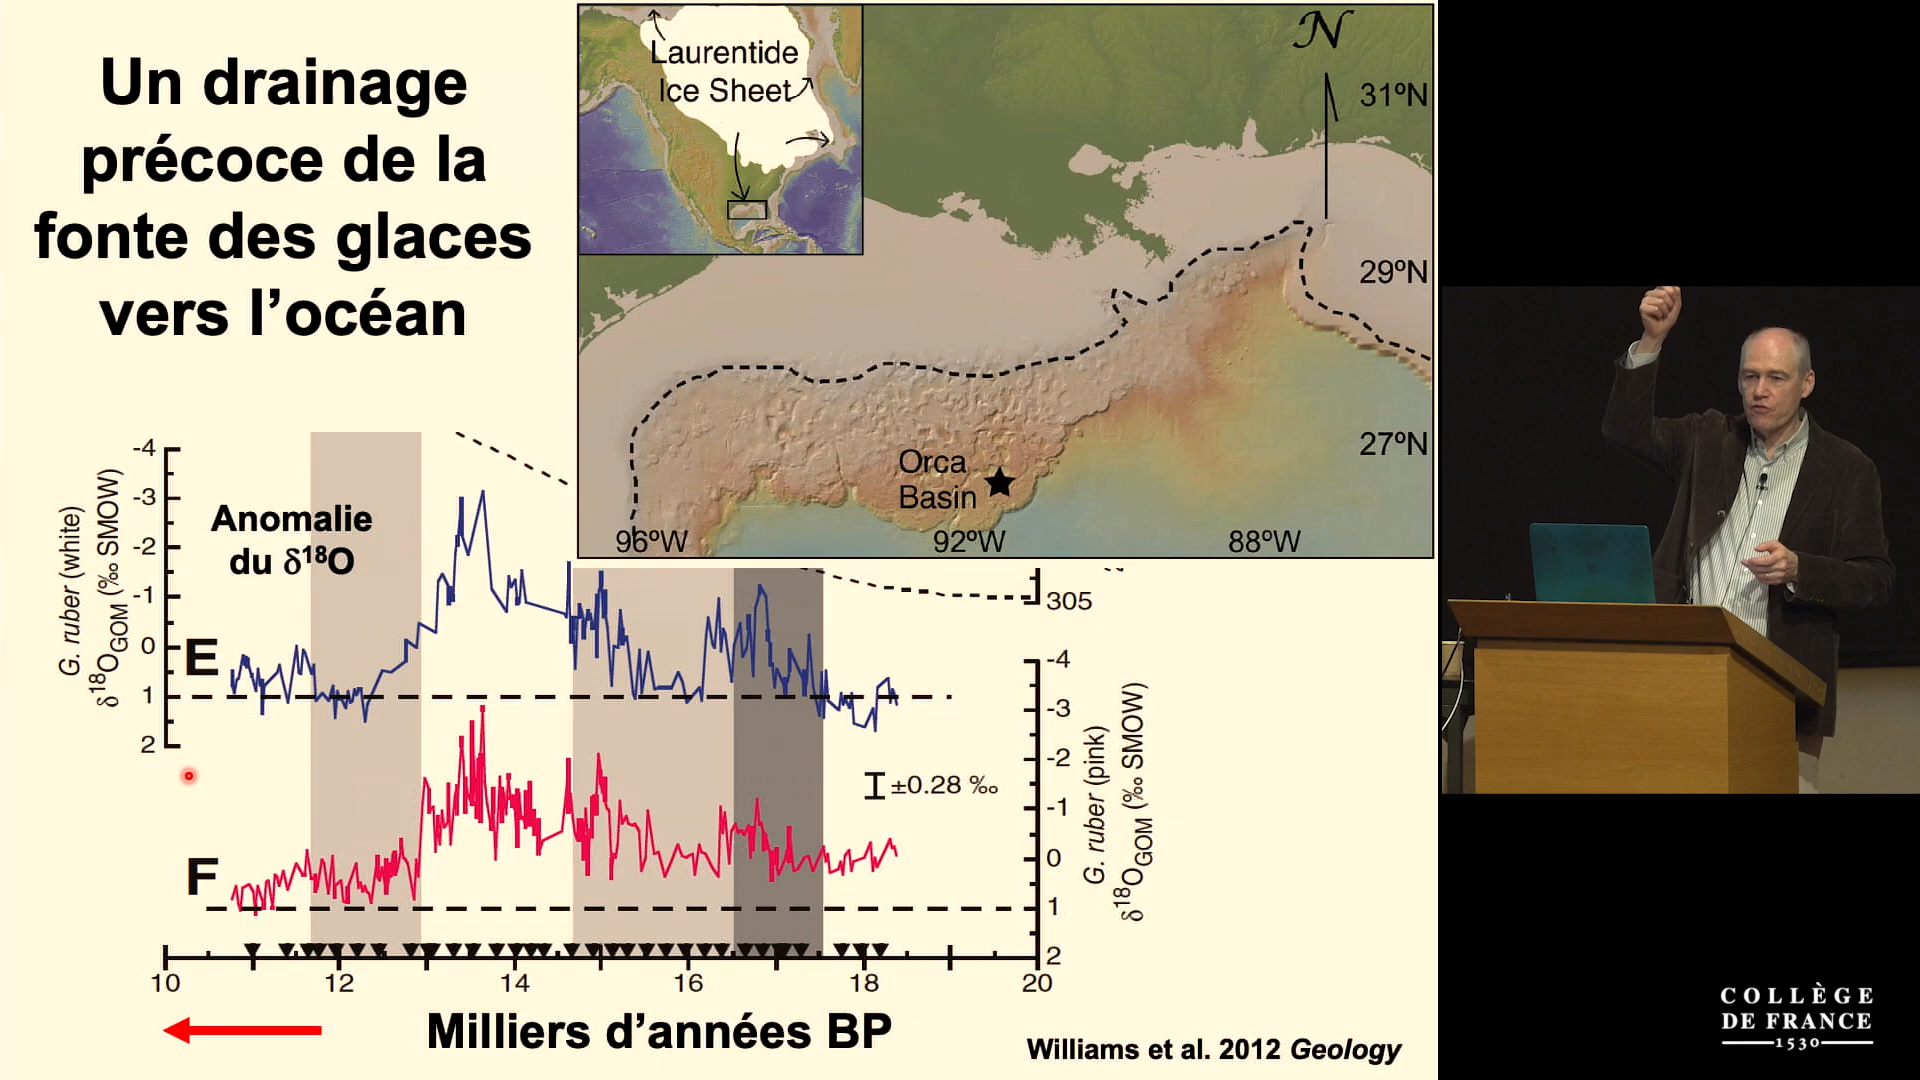 Un drainage
précoce de la
fonte des glaces
vers l’océan
Laurentide
Ice Sheet
N
31ºN
29ºN
27ºN
Orca
Basin
96ºW
92ºW
88ºW
-4
-3
-2
-1
0
1
2
G. ruber (white)
δ18OGOM (‰ SMOW)
Anomalie
du δ18O
E
305
-4
-3
-2
-1
0
1
2
G. ruber (pink)
δ18OGOM (‰ SMOW)
±0.28 ‰
F
10
12
14
16
18
20
Milliers d’années BP
Williams et al. 2012 Geology
COLLÈGE
DE FRANCE
1530